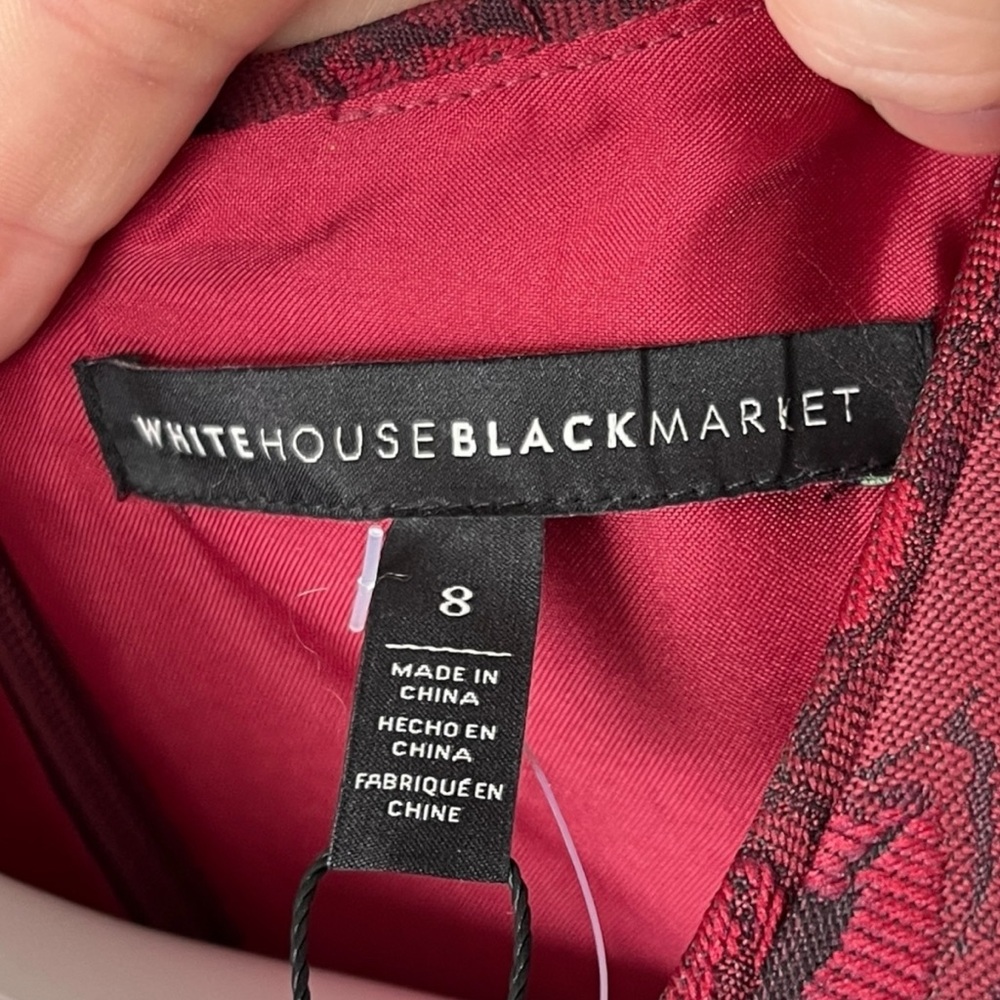 WHITEHOUSEBLACKMARKET
8
MADE IN
CHINA
HECHO EN
CHINA
FABRIQUÉ EN
CHINE